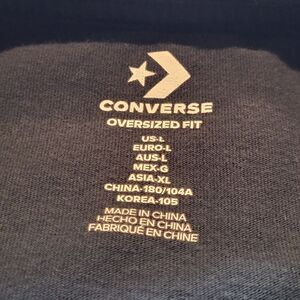 CONVERSE
OVERSIZED FIT
US-L
EURO-L
AUS-L
MEX-G
ASIA-XL
CHINA-180/104A
KOREA-105
MADE IN CHINA
HECHO EN CHINA
FABRIQUÉ EN CHINE